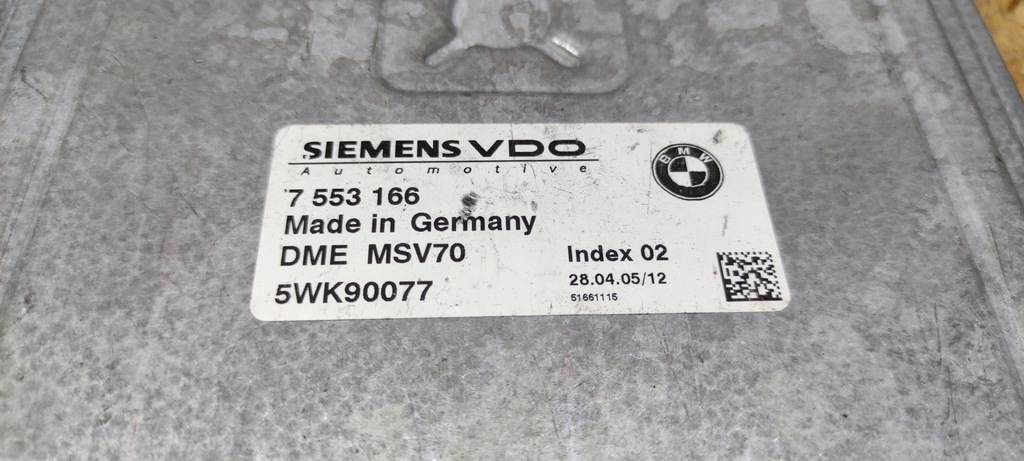 SIEMENS VDO
Automotive
BMW
7 553 166
Made in Germany
DME MSV70
Index 02
5WK90077
28.04.05/12
51661115